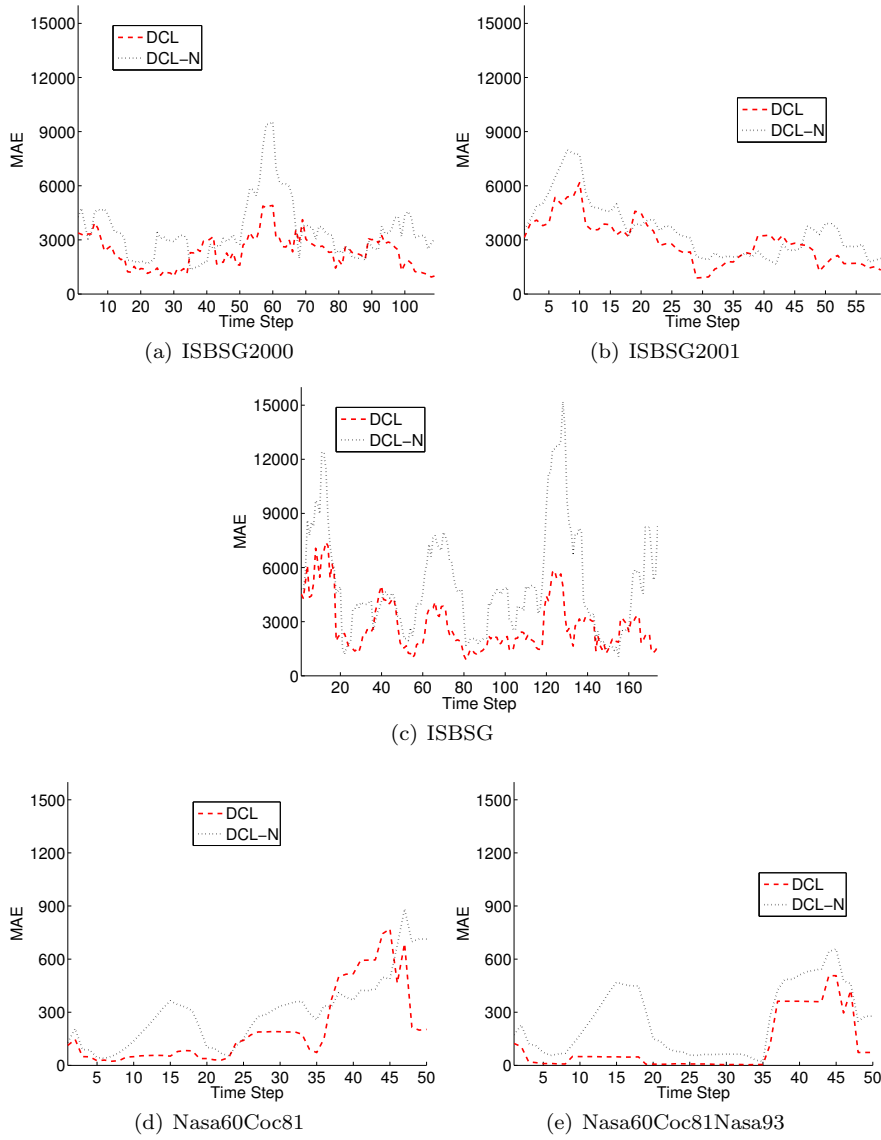 15000
12000
9000
6000
3000
0
MAE
DCL
DCL-N
10 20 30 40 50 60 70 80 90 100
Time Step
(a) ISBSG2000
15000
12000
9000
6000
3000
0
MAE
DCL
DCL-N
5 10 15 20 25 30 35 40 45 50 55
Time Step
(b) ISBSG2001
15000
12000
9000
6000
3000
0
MAE
DCL
DCL-N
20 40 60 80 100 120 140 160
Time Step
(c) ISBSG
1500
1200
900
600
300
0
MAE
DCL
DCL-N
5 10 15 20 25 30 35 40 45 50
Time Step
(d) Nasa60Coc81
1500
1200
900
600
300
0
MAE
DCL
DCL-N
5 10 15 20 25 30 35 40 45 50
Time Step
(e) Nasa60Coc81Nasa93